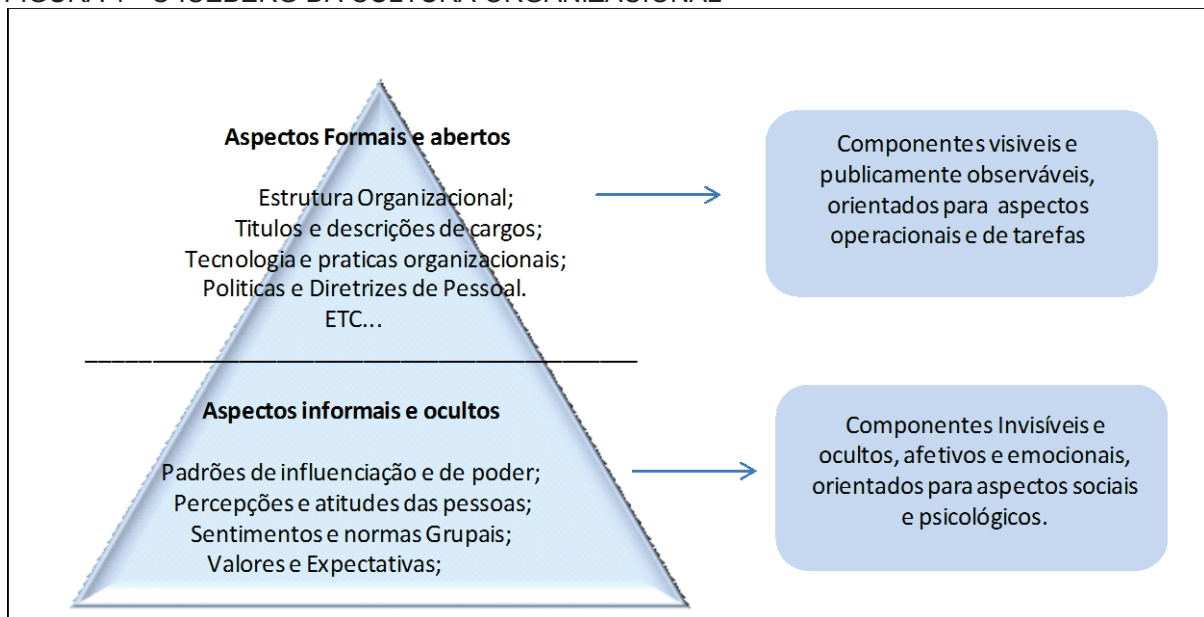 Aspectos Formais e abertos
Estrutura Organizacional;
Titulos e descrições de cargos;
Tecnologia e praticas organizacionais;
Politicas e Diretrizes de Pessoal.
ETC...
Componentes visiveis e
publicamente observáveis,
orientados para aspectos
operacionais e de tarefas
Aspectos informais e ocultos
Padrões de influenciação e de poder;
Percepções e atitudes das pessoas;
Sentimentos e normas Grupais;
Valores e Expectativas;
Componentes Invisíveis e
ocultos, afetivos e emocionais,
orientados para aspectos sociais
e psicológicos.